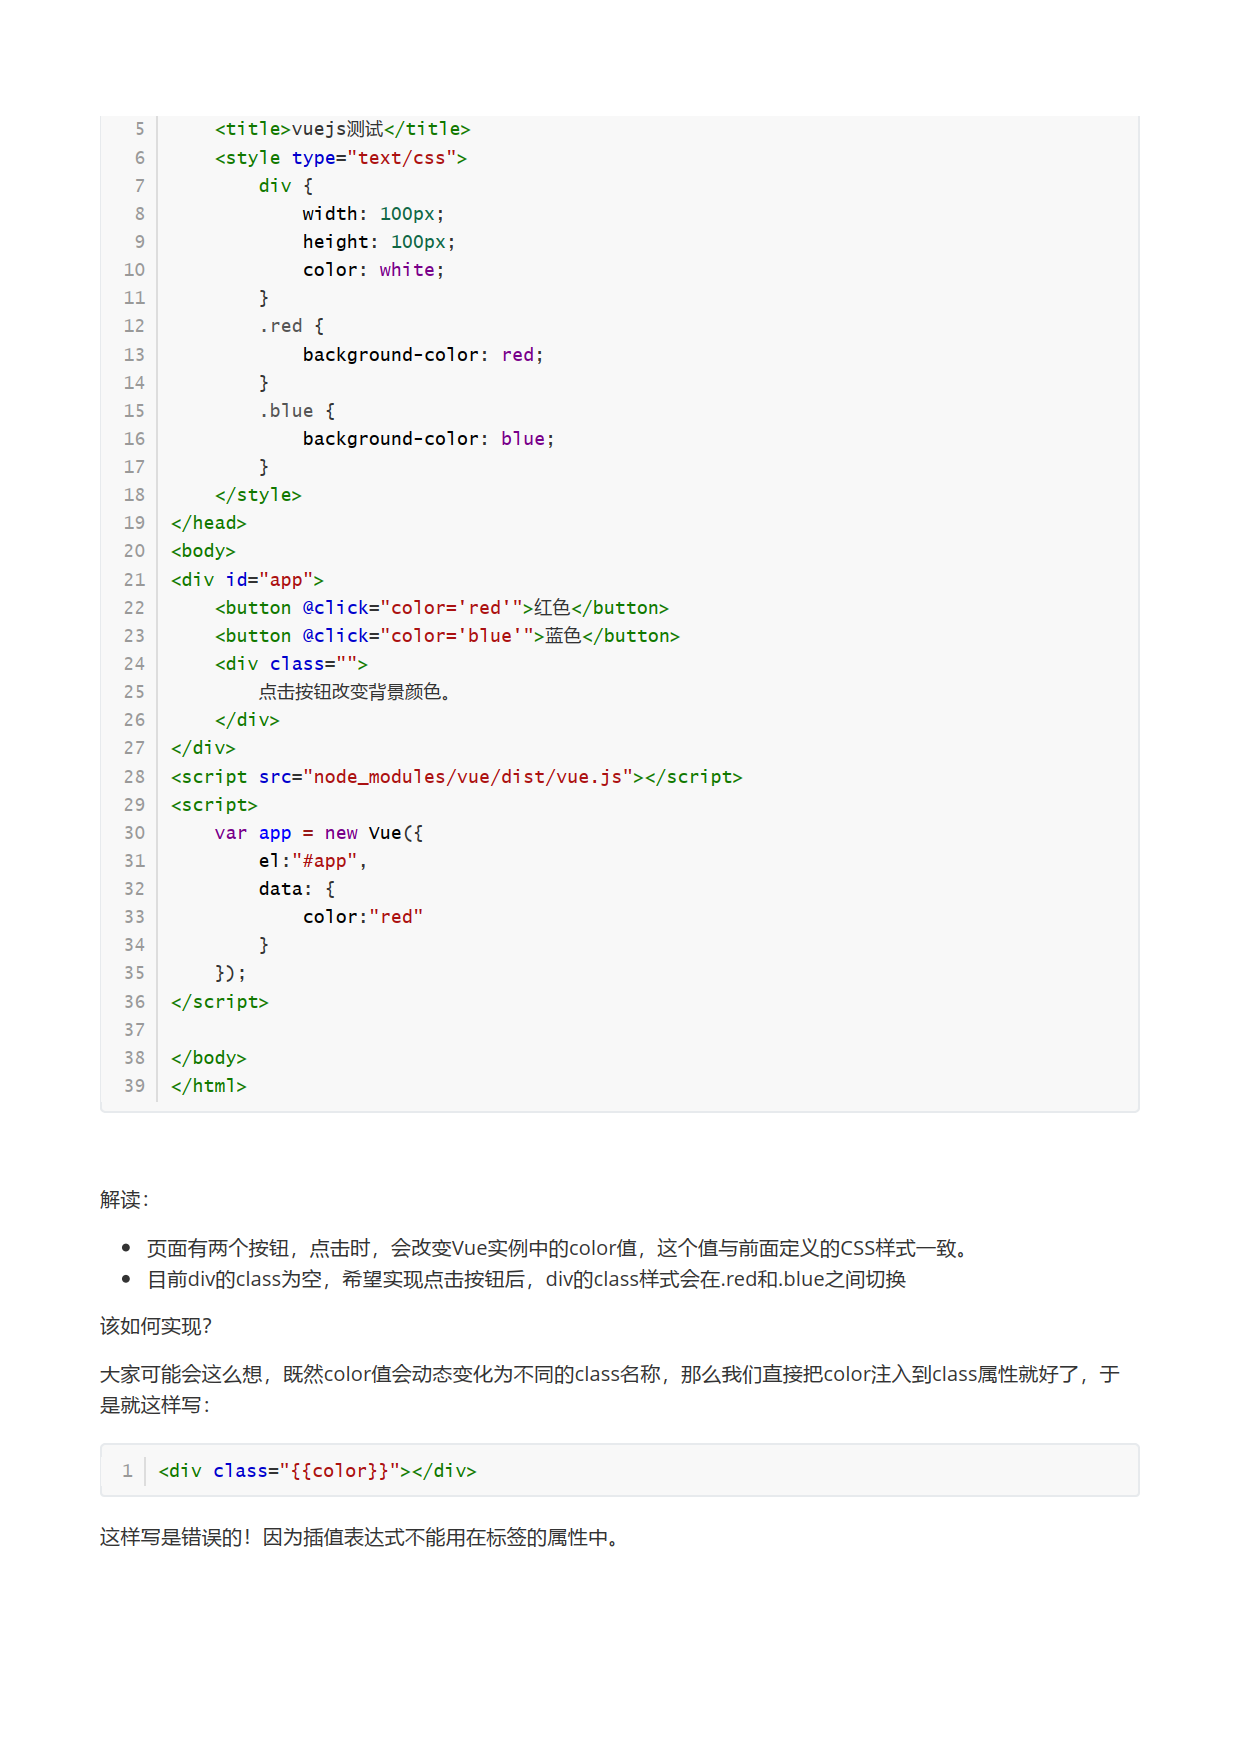 5     <title>vuejs测试</title>
6     <style type="text/css">
7         div {
8             width: 100px;
9             height: 100px;
10             color: white;
11         }
12         .red {
13             background-color: red;
14         }
15         .blue {
16             background-color: blue;
17         }
18     </style>
19 </head>
20 <body>
21 <div id="app">
22     <button @click="color='red'">红色</button>
23     <button @click="color='blue'">蓝色</button>
24     <div class="">
25         点击按钮改变背景颜色。
26     </div>
27 </div>
28 <script src="node_modules/vue/dist/vue.js"></script>
29 <script>
30     var app = new Vue({
31         el:"#app",
32         data: {
33             color:"red"
34         }
35     });
36 </script>
37
38 </body>
39 </html>
解读：
• 页面有两个按钮，点击时，会改变Vue实例中的color值，这个值与前面定义的CSS样式一致。
• 目前div的class为空，希望实现点击按钮后，div的class样式会在.red和.blue之间切换
该如何实现？
大家可能会这么想，既然color值会动态变化为不同的class名称，那么我们直接把color注入到class属性就好了，于
是就这样写：
1 <div class="{{color}}"></div>
这样写是错误的！因为插值表达式不能用在标签的属性中。